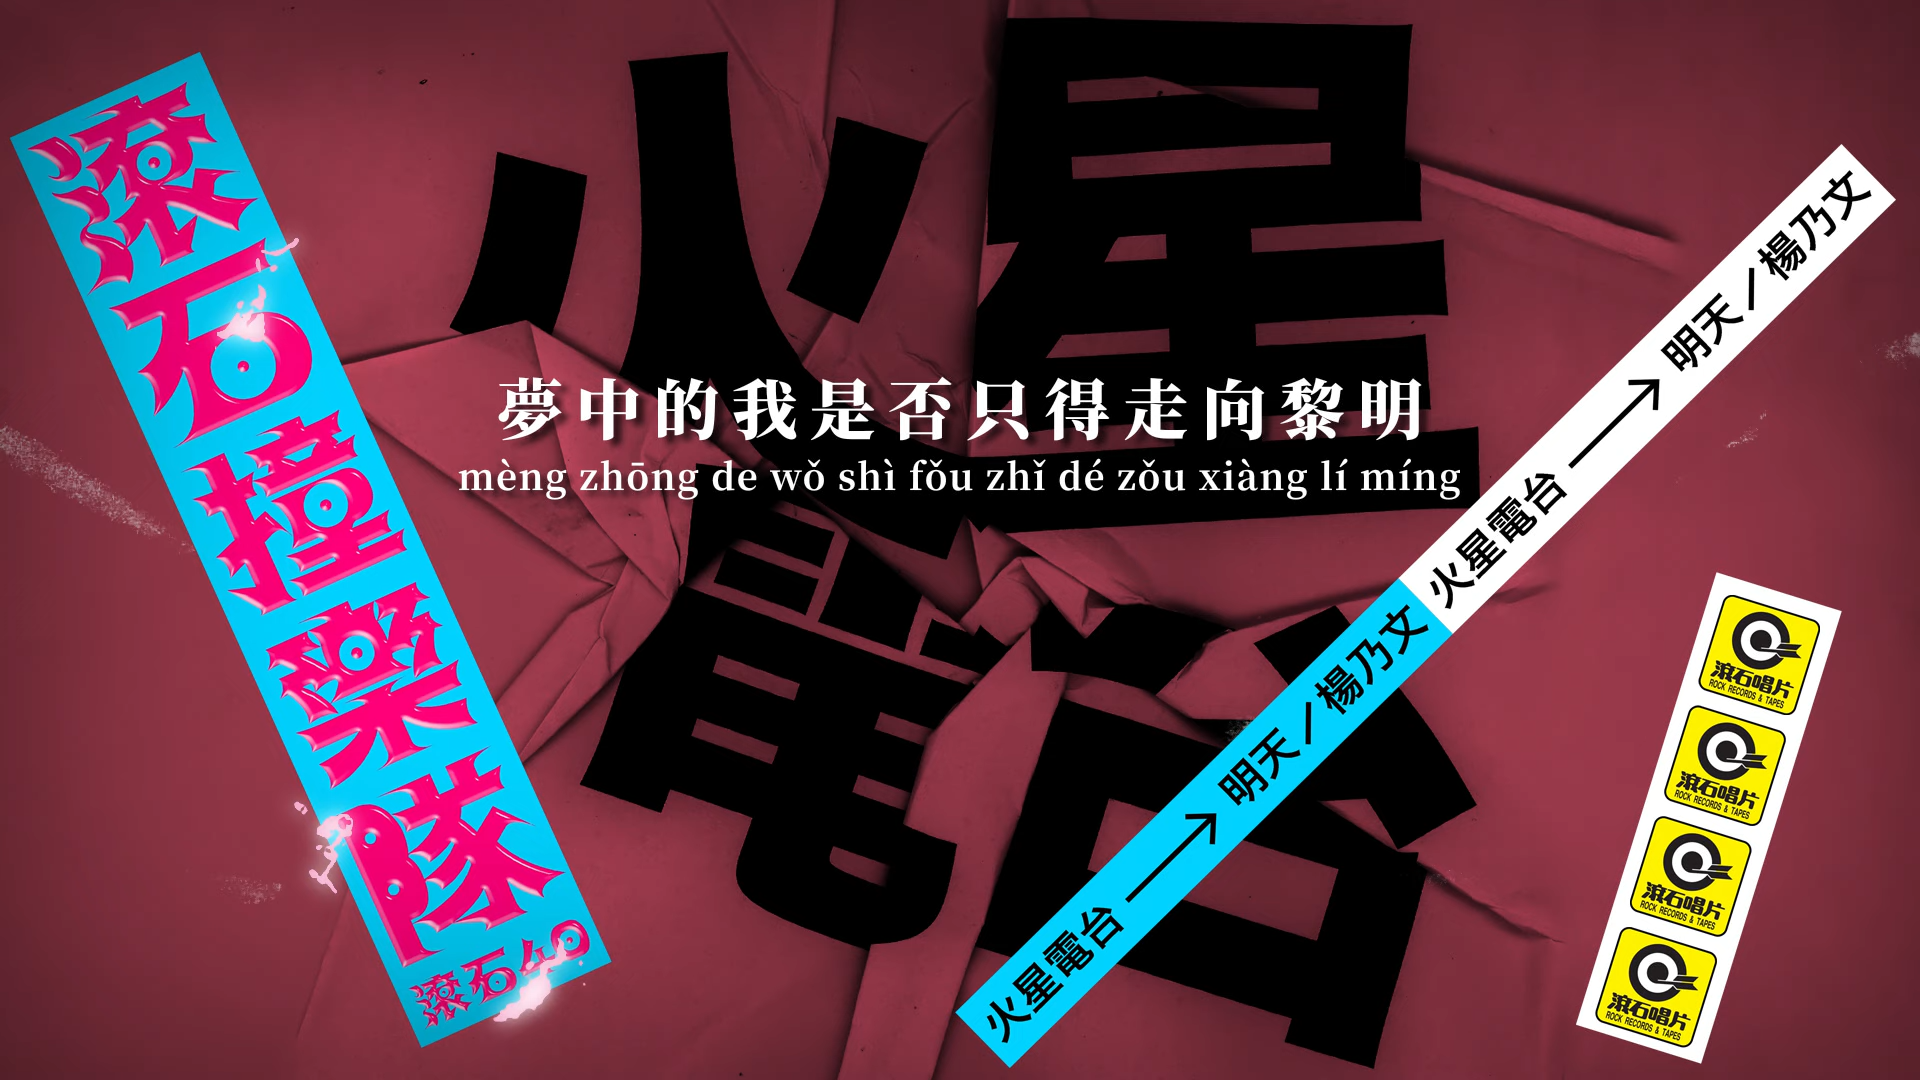 滾石撞樂隊
滾石40
火星
電台
夢中的我是否只得走向黎明
mèng zhōng de wǒ shì fǒu zhǐ dé zǒu xiàng lí míng
火星電台 → 明天／楊乃文
火星電台 → 明天／楊乃文
滾石唱片
ROCK RECORDS & TAPES
滾石唱片
ROCK RECORDS & TAPES
滾石唱片
ROCK RECORDS & TAPES
滾石唱片
ROCK RECORDS & TAPES